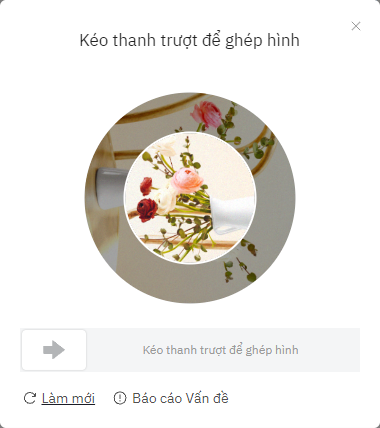 Kéo thanh trượt để ghép hình
Kéo thanh trượt để ghép hình
Làm mới
Báo cáo Vấn đề